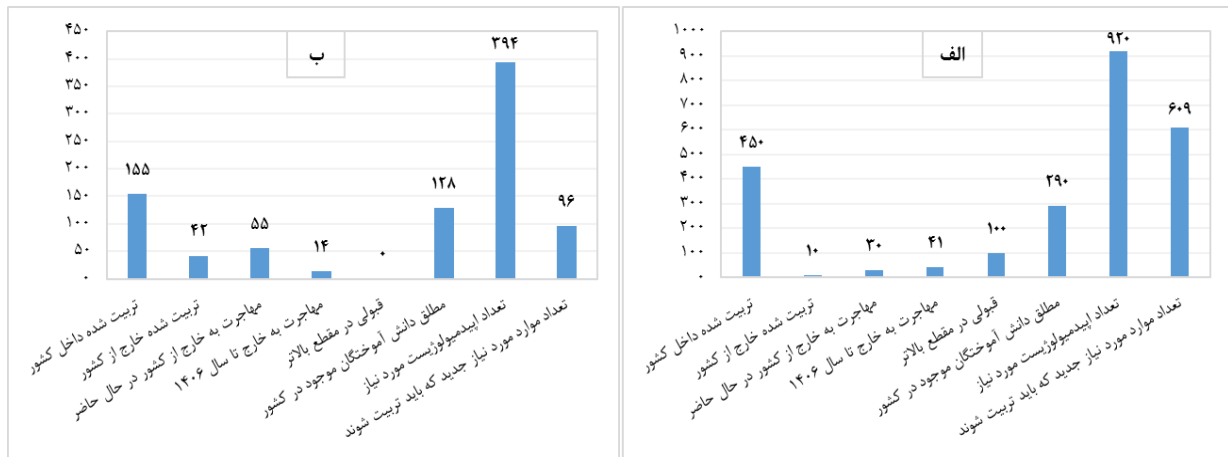 الف
۱۰۰۰
۹۰۰
۸۰۰
۷۰۰
۶۰۰
۵۰۰
۴۰۰
۳۰۰
۲۰۰
۱۰۰
۰
۴۵۰
۱۰
۳۰
۴۱
۱۰۰
۲۹۰
۹۲۰
۶۰۹
تربیت شده داخل کشور
تربیت شده خارج از کشور
مهاجرت به خارج از کشور در حال حاضر
مهاجرت به خارج تا سال ۱۴۰۶
قبولی در مقطع بالاتر
مطلق دانش آموختگان موجود در کشور
تعداد اپیدمیولوژیست مورد نیاز
تعداد موارد مورد نیاز جدید که باید تربیت شوند
ب
۴۵۰
۴۰۰
۳۵۰
۳۰۰
۲۵۰
۲۰۰
۱۵۰
۱۰۰
۵۰
۰
۱۵۵
۴۲
۵۵
۱۴
۰
۱۲۸
۳۹۴
۹۶
تربیت شده داخل کشور
تربیت شده خارج از کشور
مهاجرت به خارج از کشور در حال حاضر
مهاجرت به خارج تا سال ۱۴۰۶
قبولی در مقطع بالاتر
مطلق دانش آموختگان موجود در کشور
تعداد اپیدمیولوژیست مورد نیاز
تعداد موارد مورد نیاز جدید که باید تربیت شوند